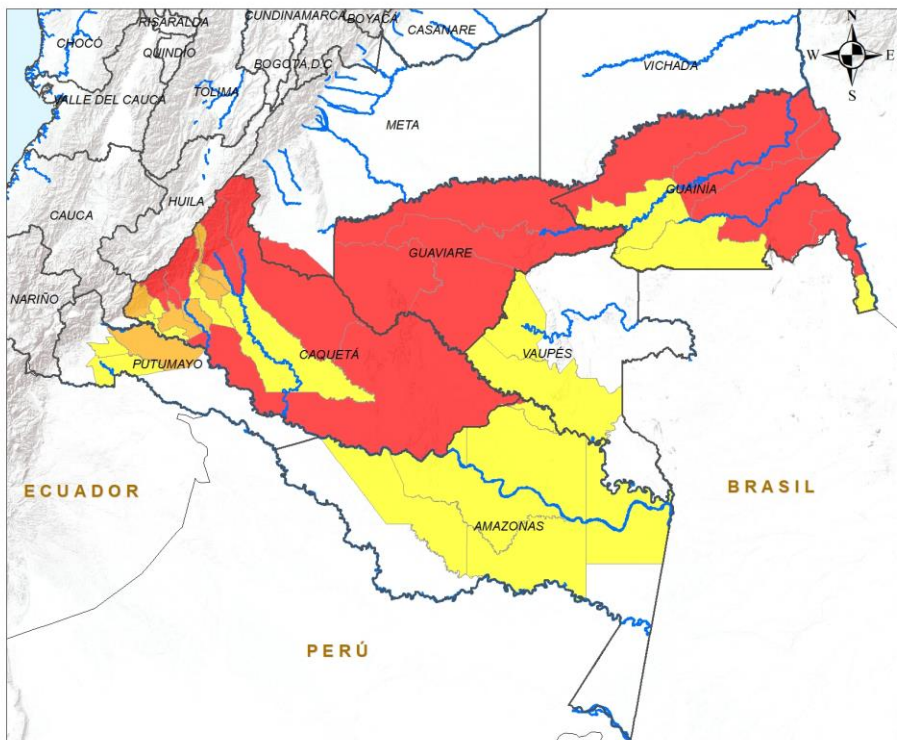 CUNDINAMARCA
BOYACÁ
RISARALDA
CASANARE
CHOCÓ
QUINDÍO
BOGOTA,D.C
N
W
E
S
VICHADA
VALLE DEL CAUCA
TOLIMA
META
GUAINÍA
HUILA
CAUCA
GUAVIARE
NARIÑO
CAQUETÁ
VAUPÉS
PUTUMAYO
ECUADOR
BRASIL
AMAZONAS
PERÚ